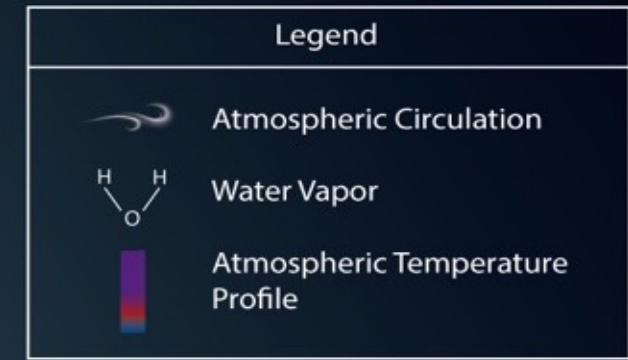 Legend
Atmospheric Circulation
H H
O
Water Vapor
Atmospheric Temperature
Profile